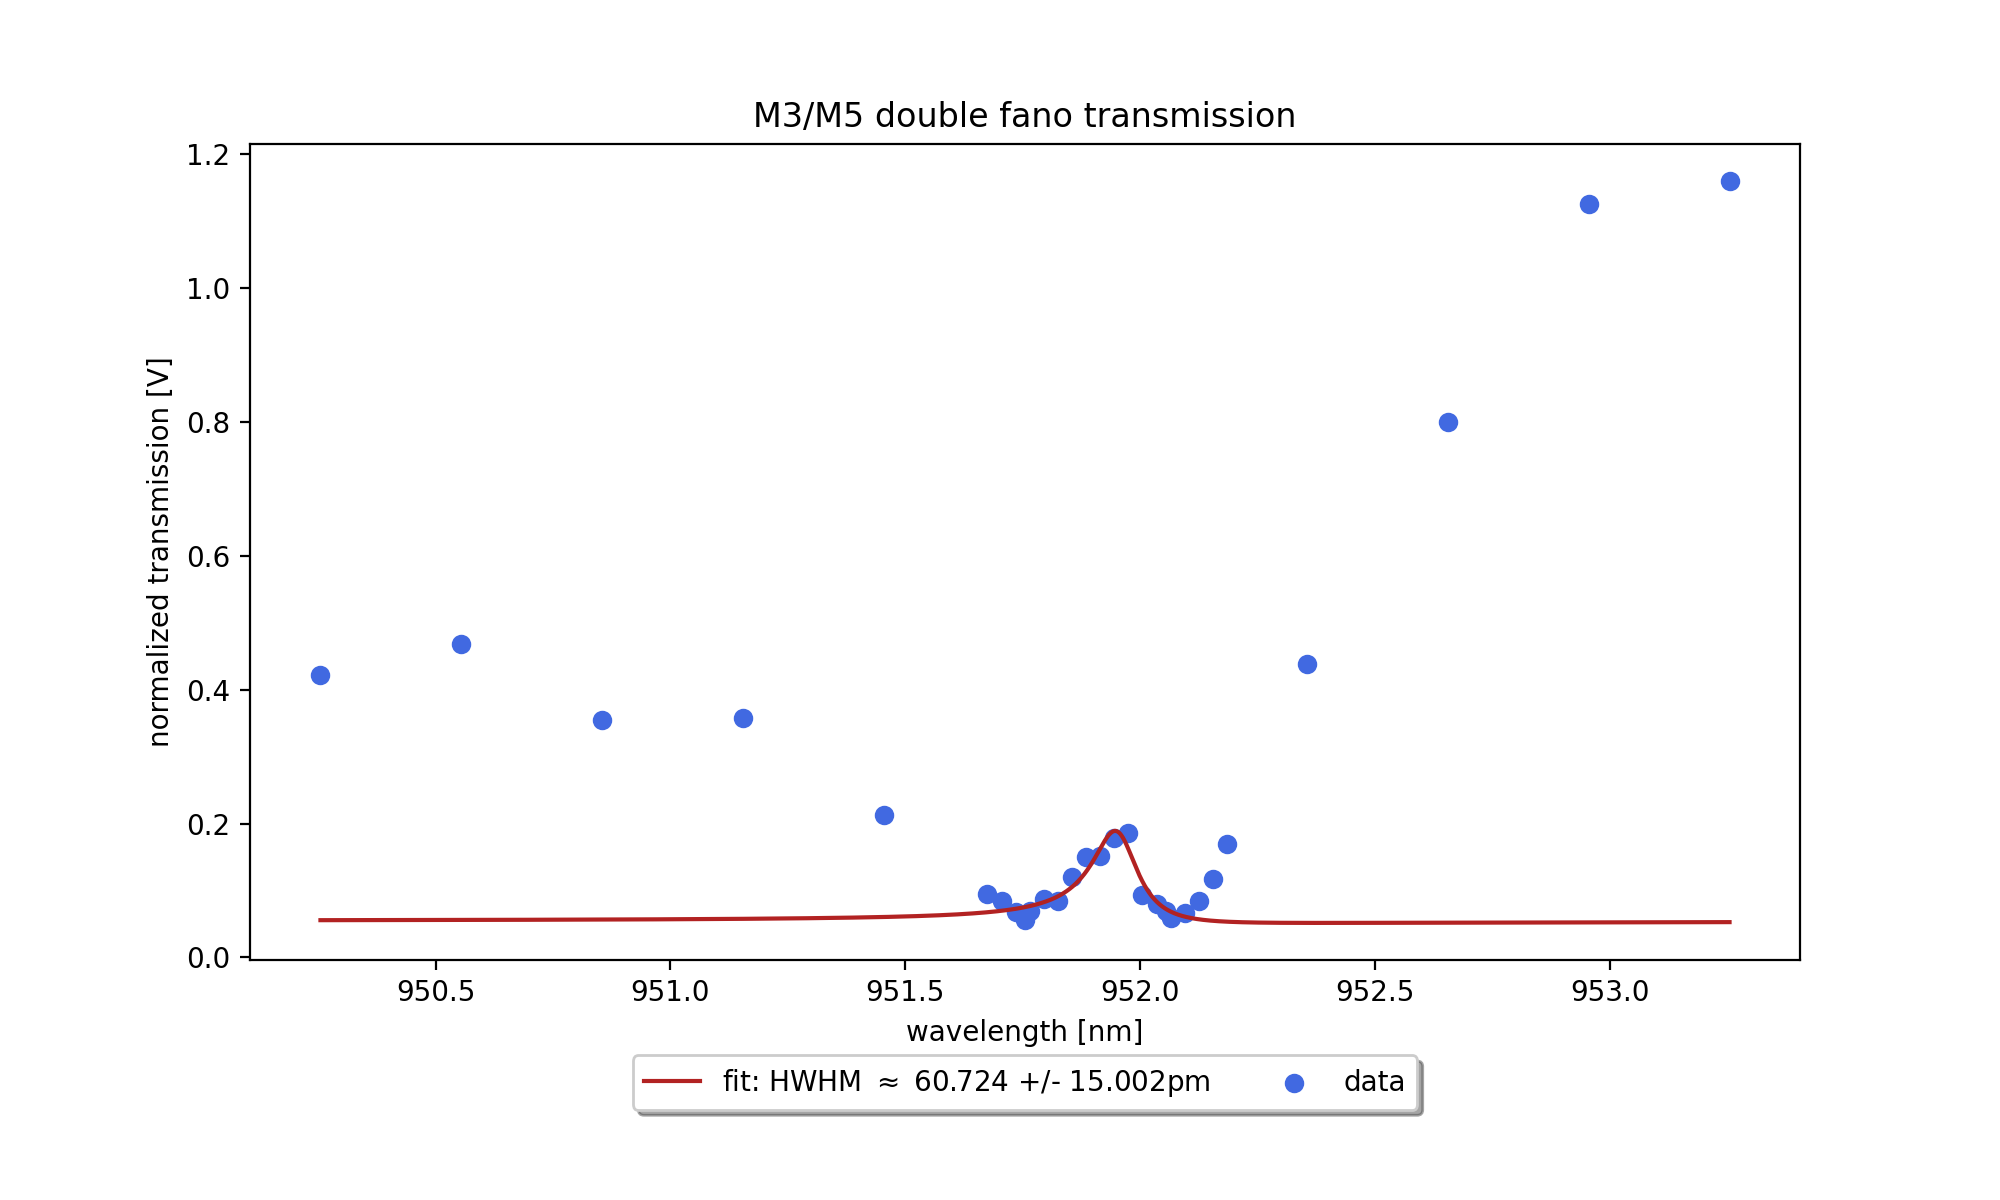 M3/M5 double fano transmission
1.2
1.0
0.8
0.6
0.4
0.2
0.0
normalized transmission [V]
950.5 951.0 951.5 952.0 952.5 953.0
wavelength [nm]
fit: HWHM ≈ 60.724 +/- 15.002pm data